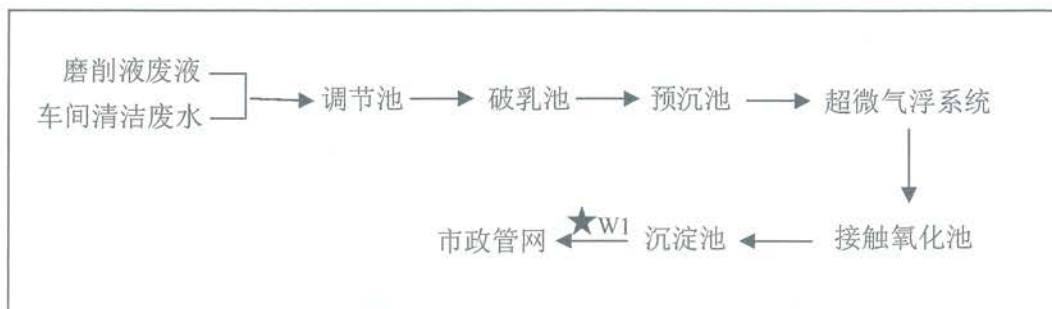 磨削液废液
车间清洁废水
调节池
破乳池
预沉池
超微气浮系统
接触氧化池
沉淀池
★W1
市政管网